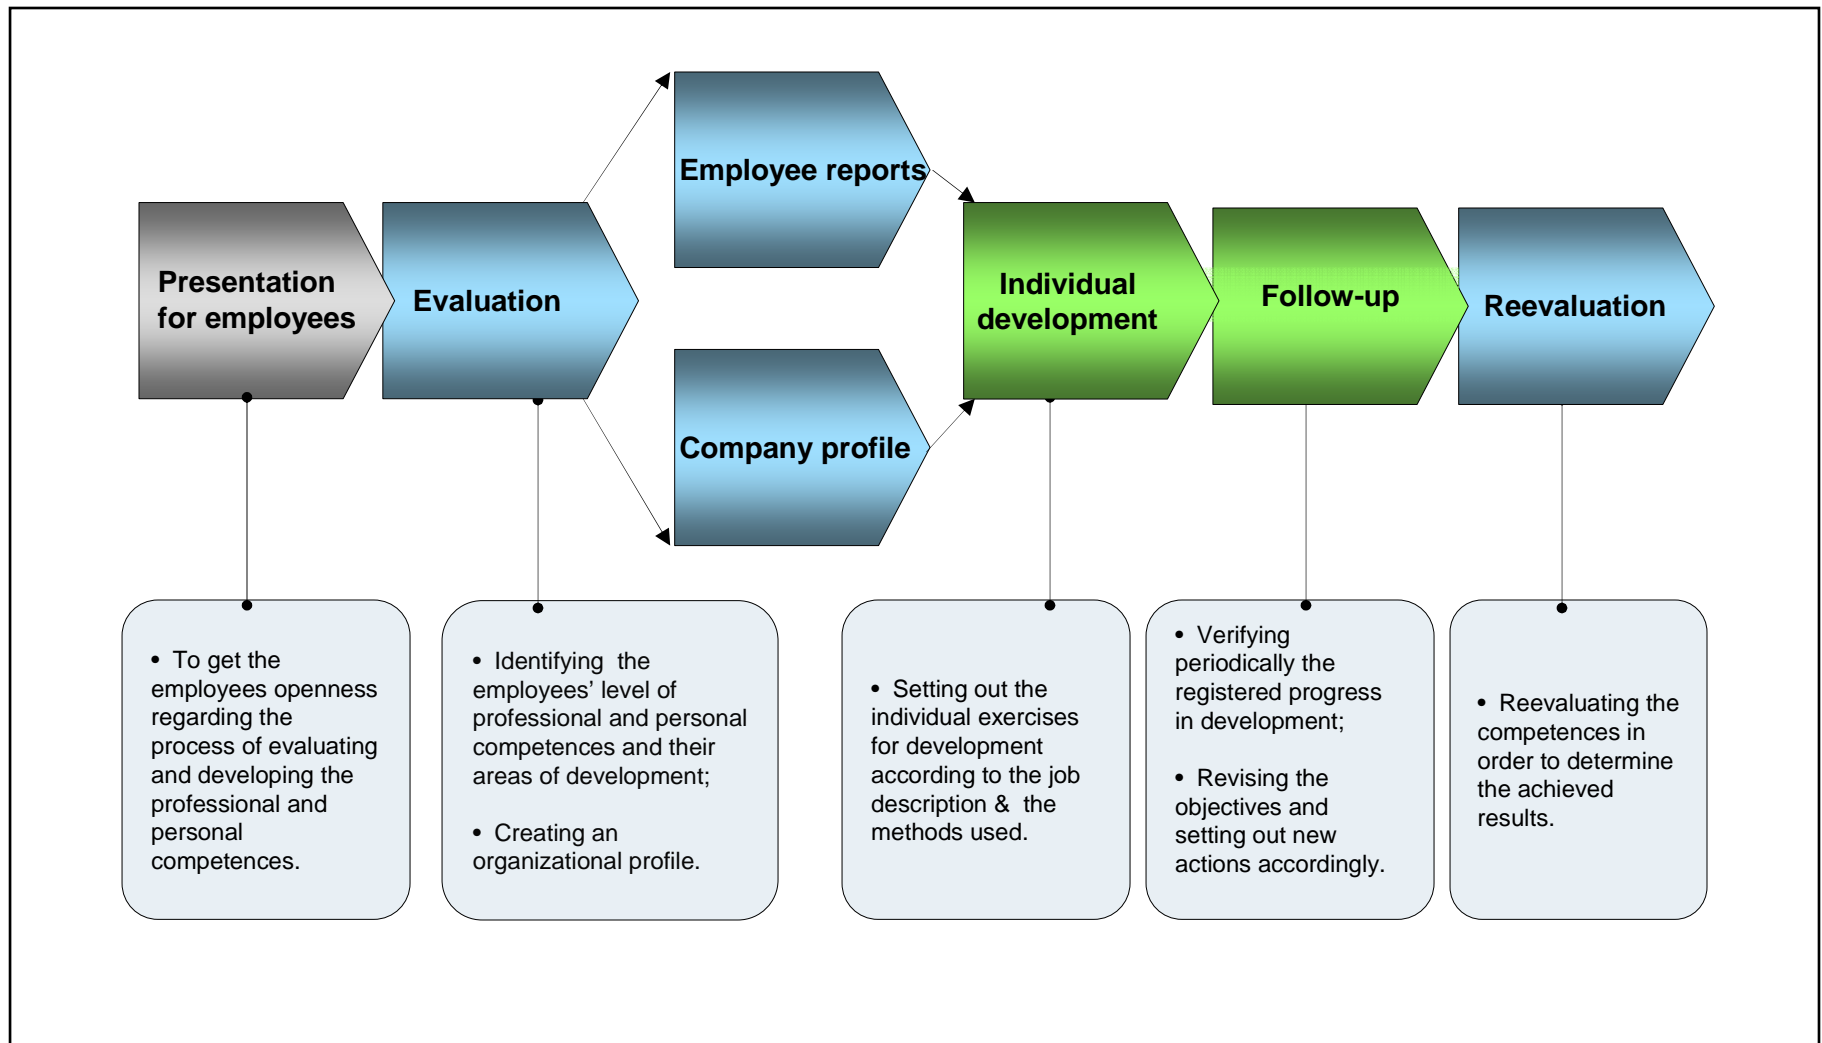 Employee reports
Presentation
for employees
Evaluation
Individual
development
Follow-up
Reevaluation
Company profile
• To get the
employees openness
regarding the
process of evaluating
and developing the
professional and
personal
competences.
• Identifying  the
employees’ level of
professional and personal
competences and their
areas of development;
• Creating an
organizational profile.
• Setting out the
individual exercises
for development
according to the job
description &  the
methods used.
• Verifying
periodically the
registered progress
in development;
• Revising the
objectives and
setting out new
actions accordingly.
• Reevaluating the
competences in
order to determine
the achieved
results.